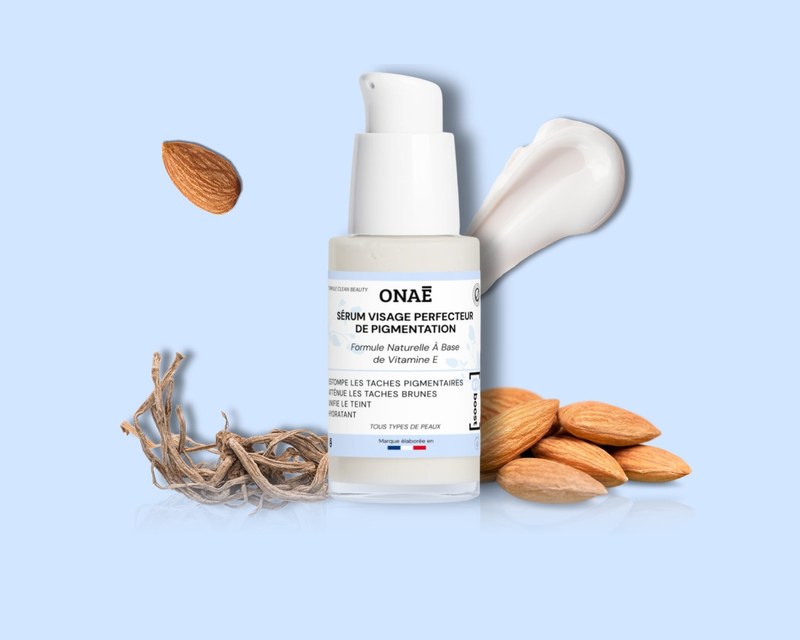 CLEAN BEAUTY
ONAĒ
SÉRUM VISAGE PERFECTEUR
DE PIGMENTATION
Formule Naturelle À Base
de Vitamine E
ESTOMPE LES TACHES PIGMENTAIRES
ATTÉNUE LES TACHES BRUNES
UNIFIE LE TEINT
HYDRATANT
TOUS TYPES DE PEAUX
boost
Marque élaborée en